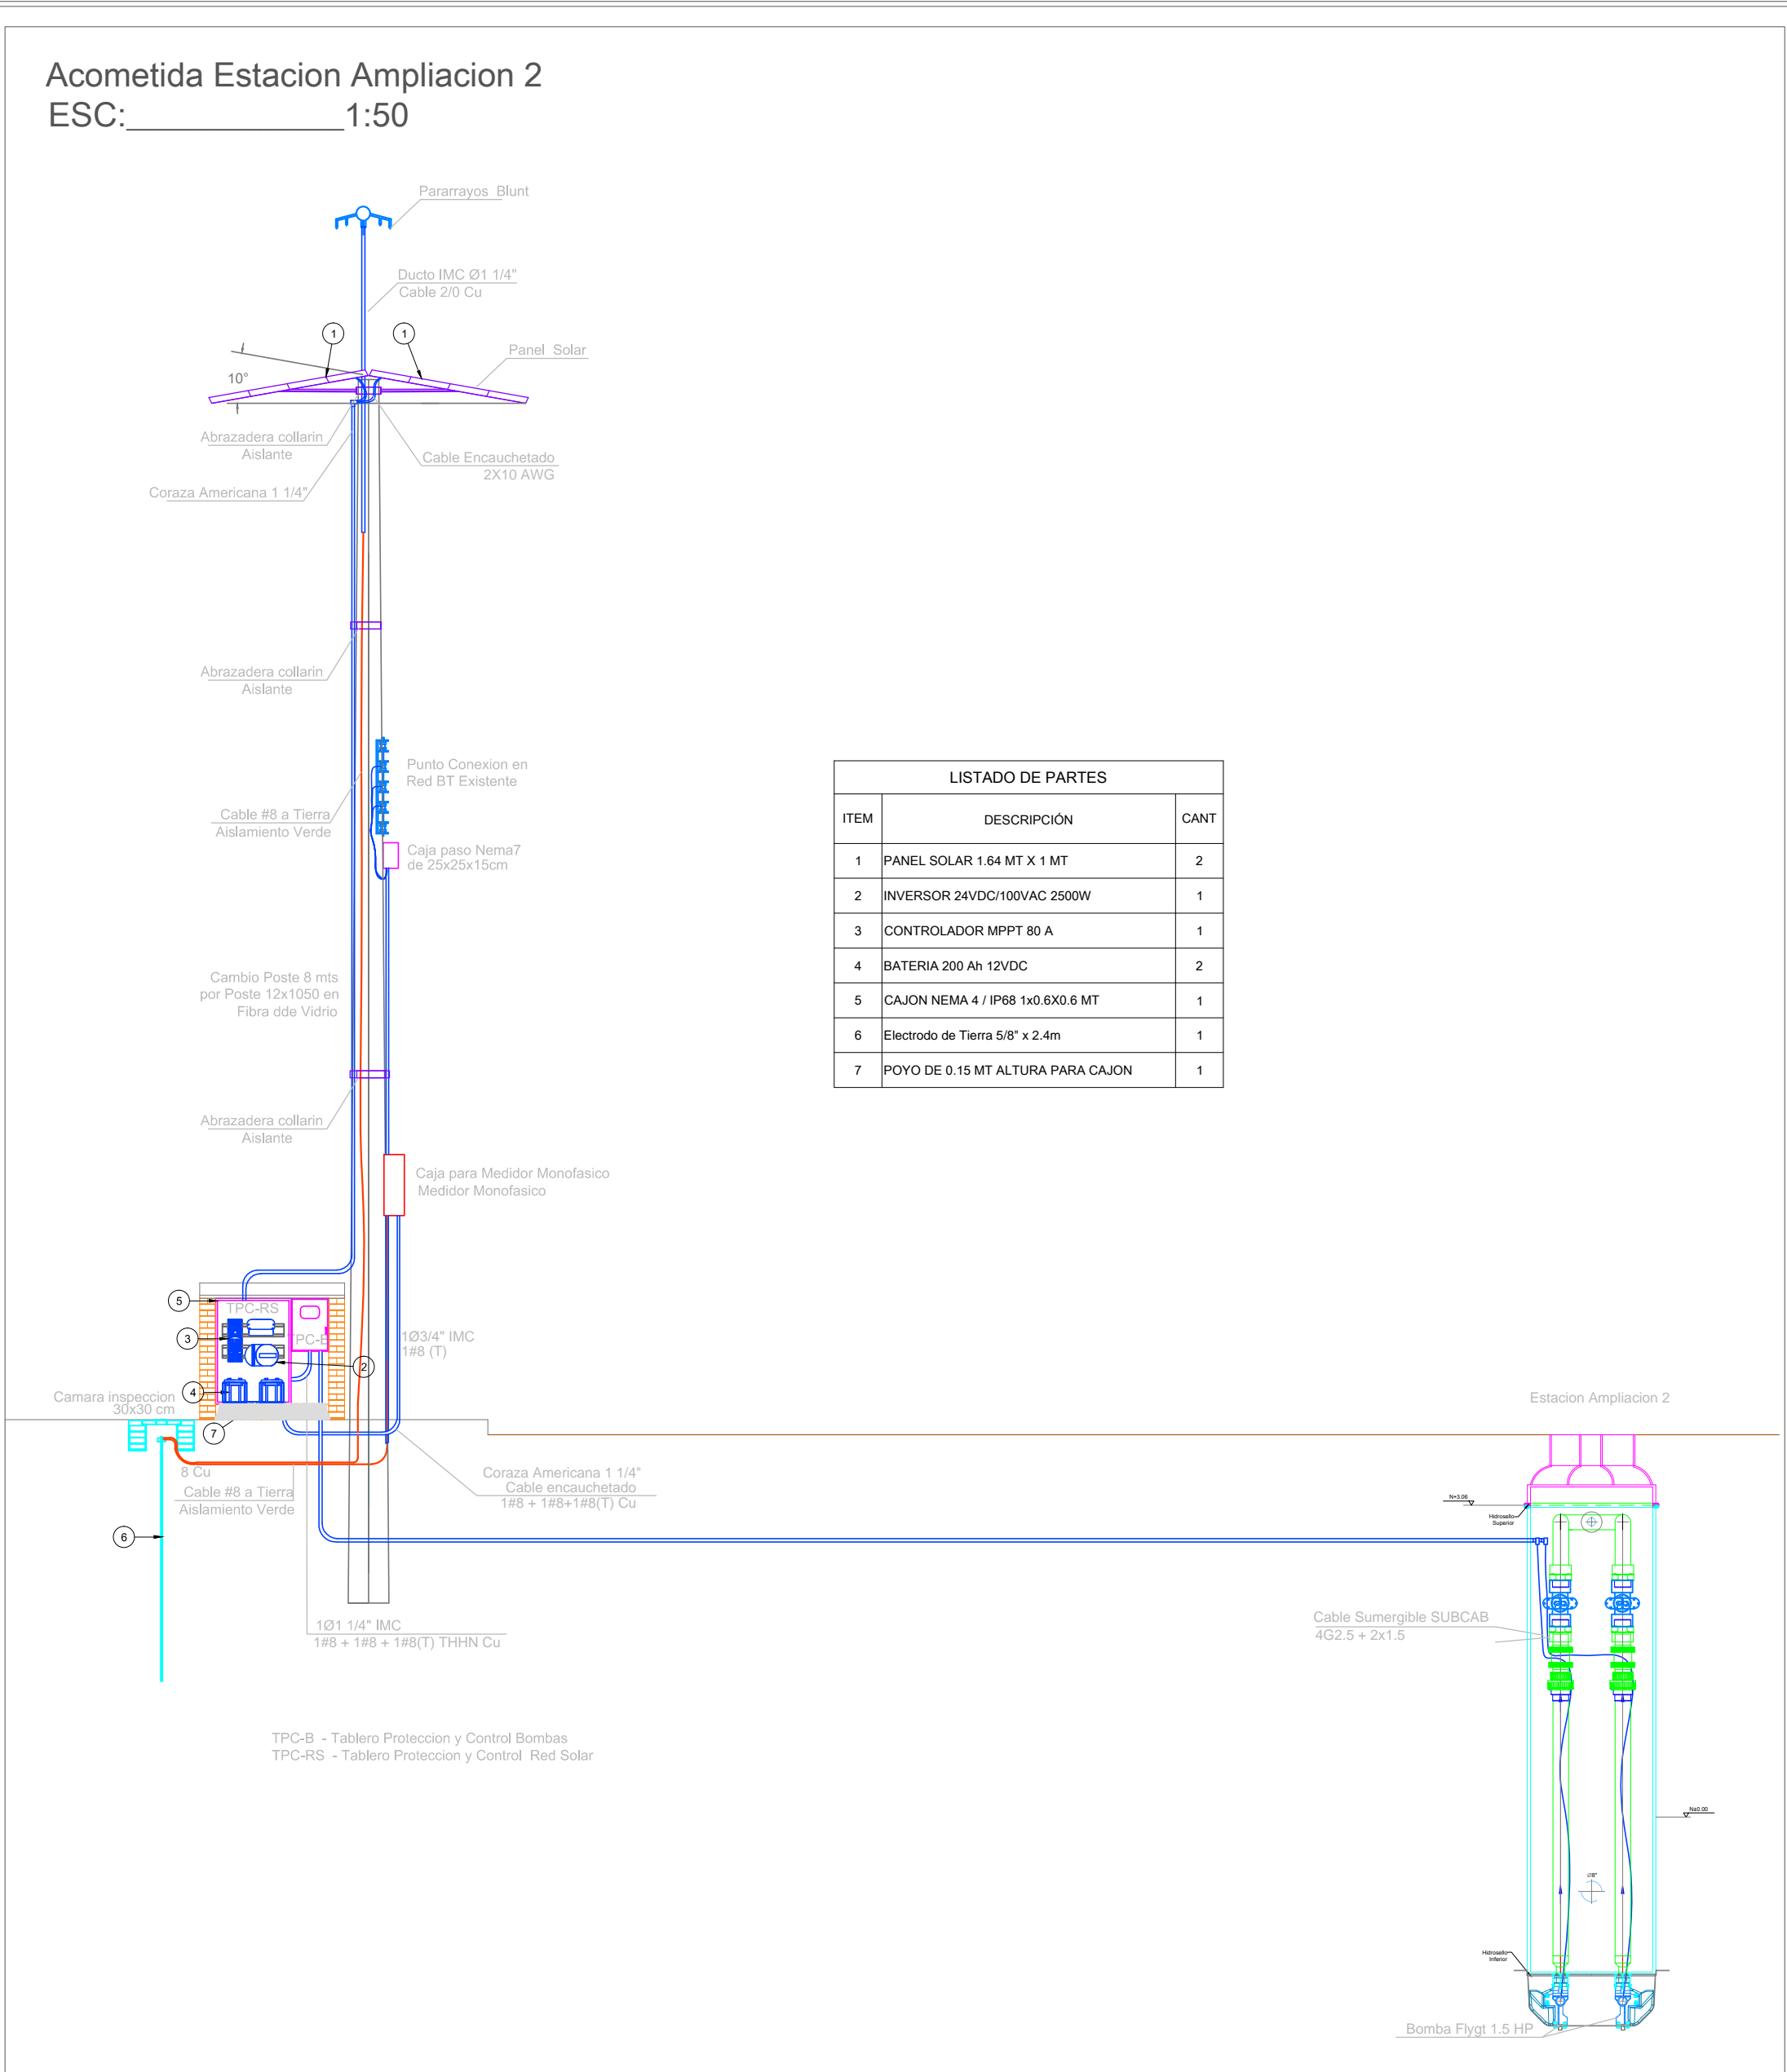 Acometida Estacion Ampliacion 2
ESC:____________1:50
Pararrayos Blunt
Ducto IMC Ø1 1/4"
Cable 2/0 Cu
1
1
Panel Solar
10°
Abrazadera collarin
Aislante
Cable Encauchetado
2X10 AWG
Coraza Americana 1 1/4"
Abrazadera collarin
Aislante
Punto Conexion en
Red BT Existente
Cable #8 a Tierra
Aislamiento Verde
Caja paso Nema7
de 25x25x15cm
LISTADO DE PARTES
ITEM DESCRIPCIÓN CANT
1 PANEL SOLAR 1.64 MT X 1 MT 2
2 INVERSOR 24VDC/100VAC 2500W 1
3 CONTROLADOR MPPT 80 A 1
4 BATERIA 200 Ah 12VDC 2
5 CAJON NEMA 4 / IP68 1x0.6X0.6 MT 1
6 Electrodo de Tierra 5/8" x 2.4m 1
7 POYO DE 0.15 MT ALTURA PARA CAJON 1
Cambio Poste 8 mts
por Poste 12x1050 en
Fibra dde Vidrio
Abrazadera collarin
Aislante
Caja para Medidor Monofasico
Medidor Monofasico
5
TPC-RS
3
TPC-B
1Ø3/4" IMC
1#8 (T)
2
4
Camara inspeccion
30x30 cm
7
Estacion Ampliacion 2
8 Cu
Cable #8 a Tierra
Aislamiento Verde
Coraza Americana 1 1/4"
Cable encauchetado
1#8 + 1#8+1#8(T) Cu
N+3.06
Hidrosello
Superior
6
1Ø1 1/4" IMC
1#8 + 1#8 + 1#8(T) THHN Cu
Cable Sumergible SUBCAB
4G2.5 + 2x1.5
TPC-B - Tablero Proteccion y Control Bombas
TPC-RS - Tablero Proteccion y Control Red Solar
N±0.00
Ø8"
Hidrosello
Inferior
Bomba Flygt 1.5 HP